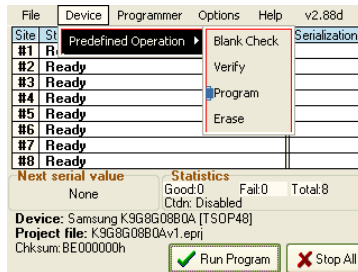 File Device Programmer Options Help v2.88d
Site St Serialization
Predefined Operation
Blank Check
Verify
Program
Erase
#1
#2 Ready
#3 Ready
#4 Ready
#5 Ready
#6 Ready
#7 Ready
#8 Ready
Next serial value Statistics
None Good:0 Fail:0 Total:8
Ctdn: Disabled
Device: Samsung K9G8G08B0A [TSOP48]
Project file: K9G8G08B0Av1.eprj
Chksum: BE000000h
Run Program Stop All